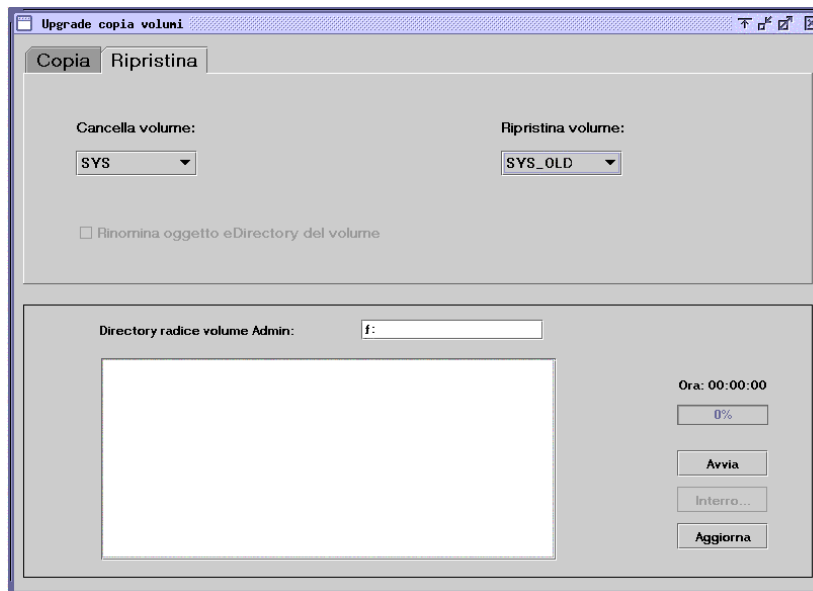 Upgrade copia volumi
Copia Ripristina
Cancella volume: Ripristina volume:
SYS SYS_OLD
Rinomina oggetto eDirectory del volume
Directory radice volume Admin: f:
Ora: 00:00:00
0%
Avvia
Interro...
Aggiorna